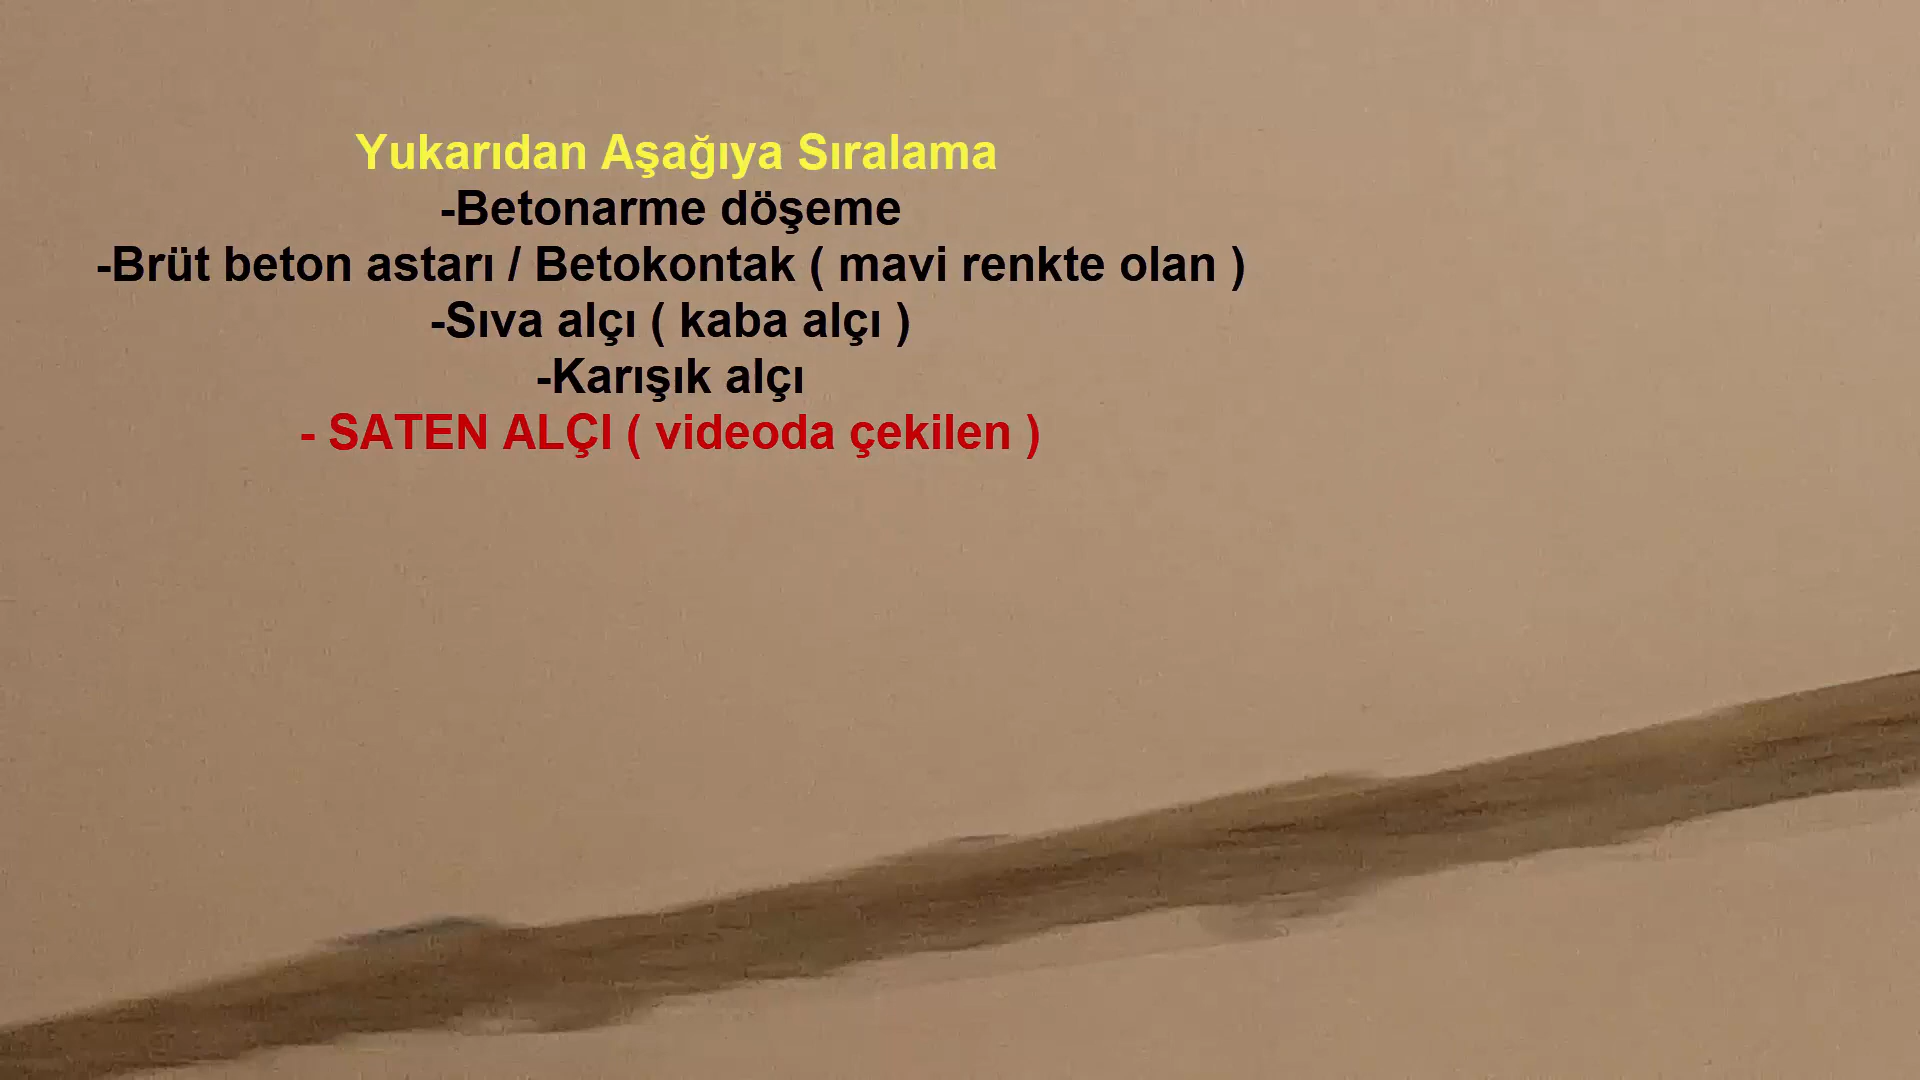 Yukarıdan Aşağıya Sıralama
-Betonarme döşeme
-Brüt beton astarı / Betokontak ( mavi renkte olan )
-Sıva alçı ( kaba alçı )
-Karışık alçı
- SATEN ALÇI ( videoda çekilen )